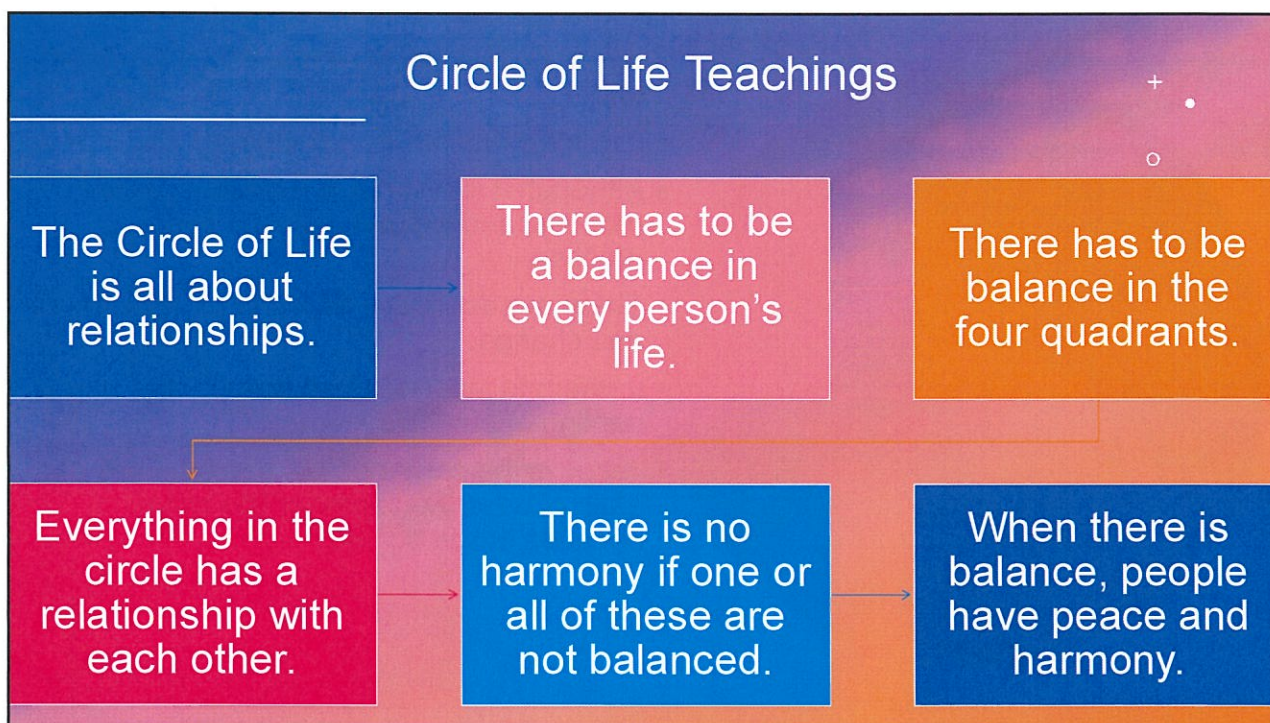 Circle of Life Teachings
The Circle of Life
is all about
relationships.
There has to be
a balance in
every person's
life.
There has to be
balance in the
four quadrants.
Everything in the
circle has a
relationship with
each other.
There is no
harmony if one or
all of these are
not balanced.
When there is
balance, people
have peace and
harmony.